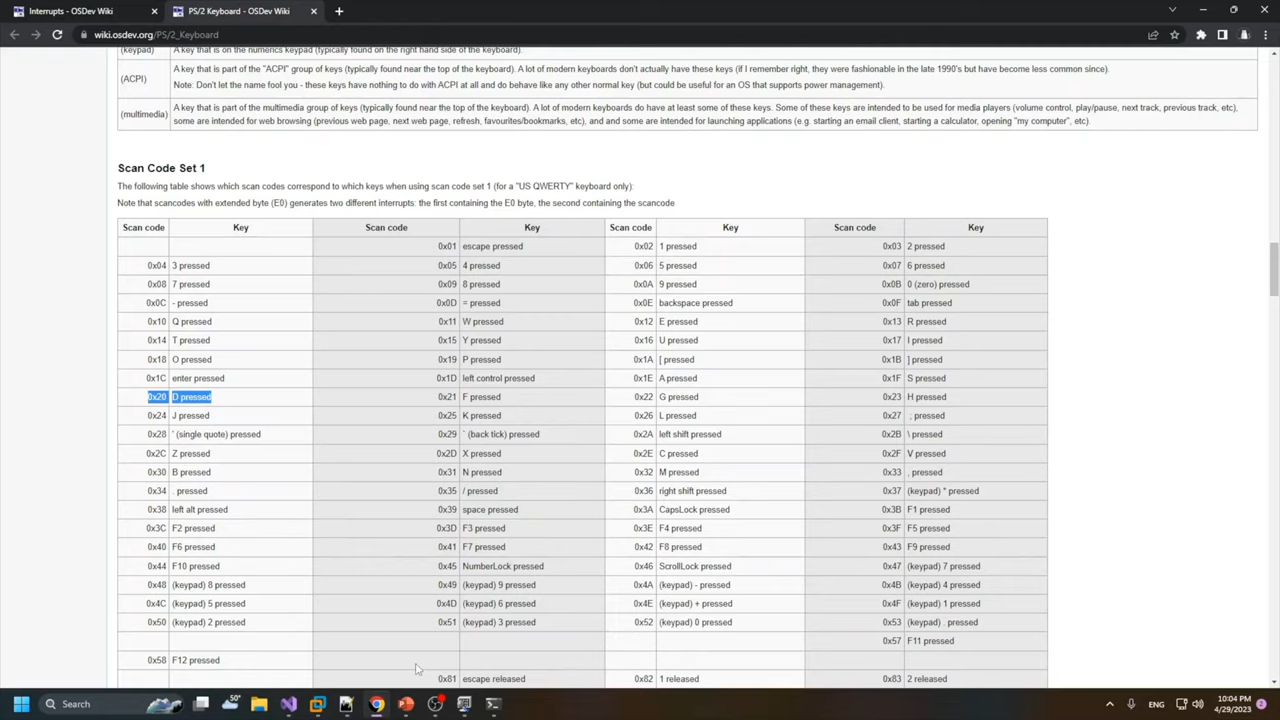 Interrupts - OSDev Wiki
PS/2 Keyboard - OSDev Wiki
wiki.osdev.org/PS/2_Keyboard
(keypad) A key that is on the numerics keypad (typically found on the right hand side of the keyboard).
(ACPI) A key that is part of the "ACPI" group of keys (typically found near the top of the keyboard). A lot of modern keyboards don't actually have these keys (if I remember right, they were fashionable in the late 1990's but have become less common since).
Note: Don't let the name fool you - these keys have nothing to do with ACPI at all and do behave like any other normal key (but could be useful for an OS that supports power management).
(multimedia) A key that is part of the multimedia group of keys (typically found near the top of the keyboard). A lot of modern keyboards do have at least some of these keys. Some of these keys are intended to be used for media players (volume control, play/pause, next track, previous track, etc),
some are intended for web browsing (previous web page, next web page, refresh, favourites/bookmarks, etc), and and some are intended for launching applications (e.g. starting an email client, starting a calculator, opening "my computer", etc).
Scan Code Set 1
The following table shows which scan codes correspond to which keys when using scan code set 1 (for a "US QWERTY" keyboard only):
Note that scancodes with extended byte (E0) generates two different interrupts: the first containing the E0 byte, the second containing the scancode
Scan code Key Scan code Key Scan code Key Scan code Key
0x01 escape pressed 0x02 1 pressed 0x03 2 pressed
0x04 3 pressed 0x05 4 pressed 0x06 5 pressed 0x07 6 pressed
0x08 7 pressed 0x09 8 pressed 0x0A 9 pressed 0x0B 0 (zero) pressed
0x0C - pressed 0x0D = pressed 0x0E backspace pressed 0x0F tab pressed
0x10 Q pressed 0x11 W pressed 0x12 E pressed 0x13 R pressed
0x14 T pressed 0x15 Y pressed 0x16 U pressed 0x17 I pressed
0x18 O pressed 0x19 P pressed 0x1A [ pressed 0x1B ] pressed
0x1C enter pressed 0x1D left control pressed 0x1E A pressed 0x1F S pressed
0x20 D pressed 0x21 F pressed 0x22 G pressed 0x23 H pressed
0x24 J pressed 0x25 K pressed 0x26 L pressed 0x27 ; pressed
0x28 ' (single quote) pressed 0x29 ` (back tick) pressed 0x2A left shift pressed 0x2B \ pressed
0x2C Z pressed 0x2D X pressed 0x2E C pressed 0x2F V pressed
0x30 B pressed 0x31 N pressed 0x32 M pressed 0x33 , pressed
0x34 . pressed 0x35 / pressed 0x36 right shift pressed 0x37 (keypad) * pressed
0x38 left alt pressed 0x39 space pressed 0x3A CapsLock pressed 0x3B F1 pressed
0x3C F2 pressed 0x3D F3 pressed 0x3E F4 pressed 0x3F F5 pressed
0x40 F6 pressed 0x41 F7 pressed 0x42 F8 pressed 0x43 F9 pressed
0x44 F10 pressed 0x45 NumberLock pressed 0x46 ScrollLock pressed 0x47 (keypad) 7 pressed
0x48 (keypad) 8 pressed 0x49 (keypad) 9 pressed 0x4A (keypad) - pressed 0x4B (keypad) 4 pressed
0x4C (keypad) 5 pressed 0x4D (keypad) 6 pressed 0x4E (keypad) + pressed 0x4F (keypad) 1 pressed
0x50 (keypad) 2 pressed 0x51 (keypad) 3 pressed 0x52 (keypad) 0 pressed 0x53 (keypad) . pressed
0x57 F11 pressed
0x58 F12 pressed
0x81 escape released 0x82 1 released 0x83 2 released
Search
50°
ENG
10:04 PM
4/29/2023
2